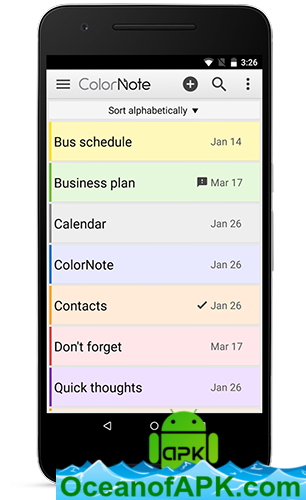 3:26
ColorNote
Sort alphabetically
Bus schedule Jan 14
Business plan Mar 17
Calendar Jan 26
ColorNote Jan 26
Contacts Jan 26
Don't forget Mar 17
Quick thoughts Jan 26
APK
OceanofAPK.com